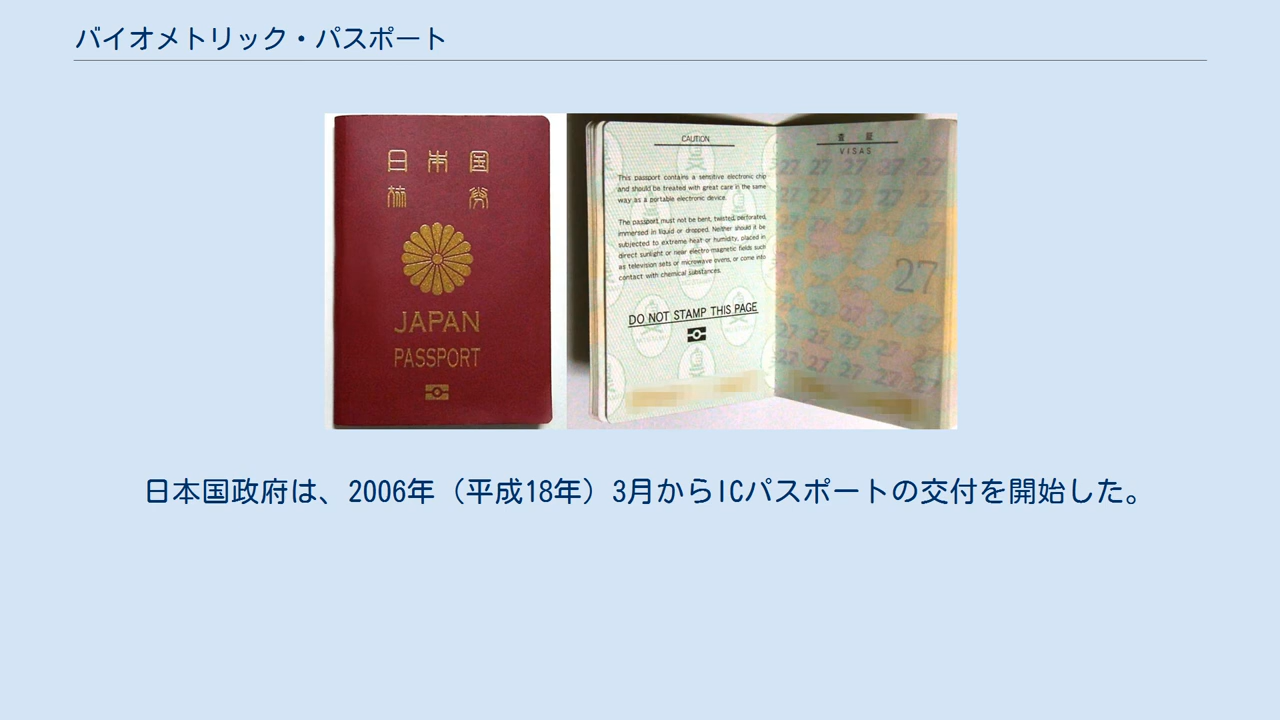 バイオメトリック・パスポート
日本国
旅券
JAPAN
PASSPORT
CAUTION
This passport contains a sensitive electronic chip
and should be treated with great care in the same
way as a portable electronic device.
The passport must not be bent, twisted, perforated,
immersed in liquid or dropped. Neither should it be
subjected to extreme heat or humidity, placed in
direct sunlight or near electro-magnetic fields such
as television sets or microwave ovens, or come into
contact with chemical substances.
DO NOT STAMP THIS PAGE
査証
VISAS
27
日本国政府は、2006年（平成18年）3月からICパスポートの交付を開始した。